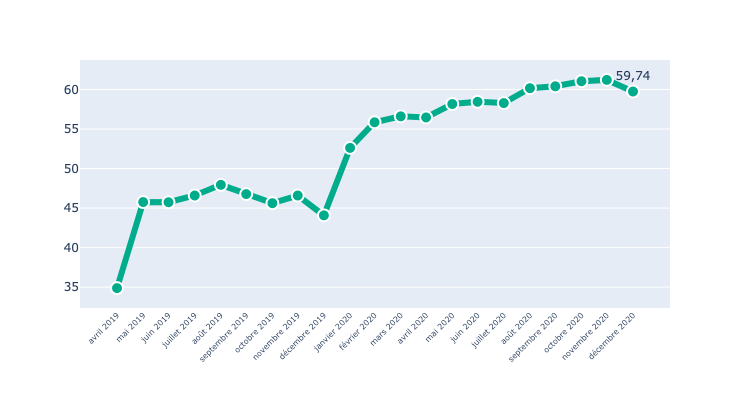 59,74
60
55
50
45
40
35
avril 2019
mai 2019
juin 2019
juillet 2019
août 2019
septembre 2019
octobre 2019
novembre 2019
décembre 2019
janvier 2020
février 2020
mars 2020
avril 2020
mai 2020
juin 2020
juillet 2020
août 2020
septembre 2020
octobre 2020
novembre 2020
décembre 2020